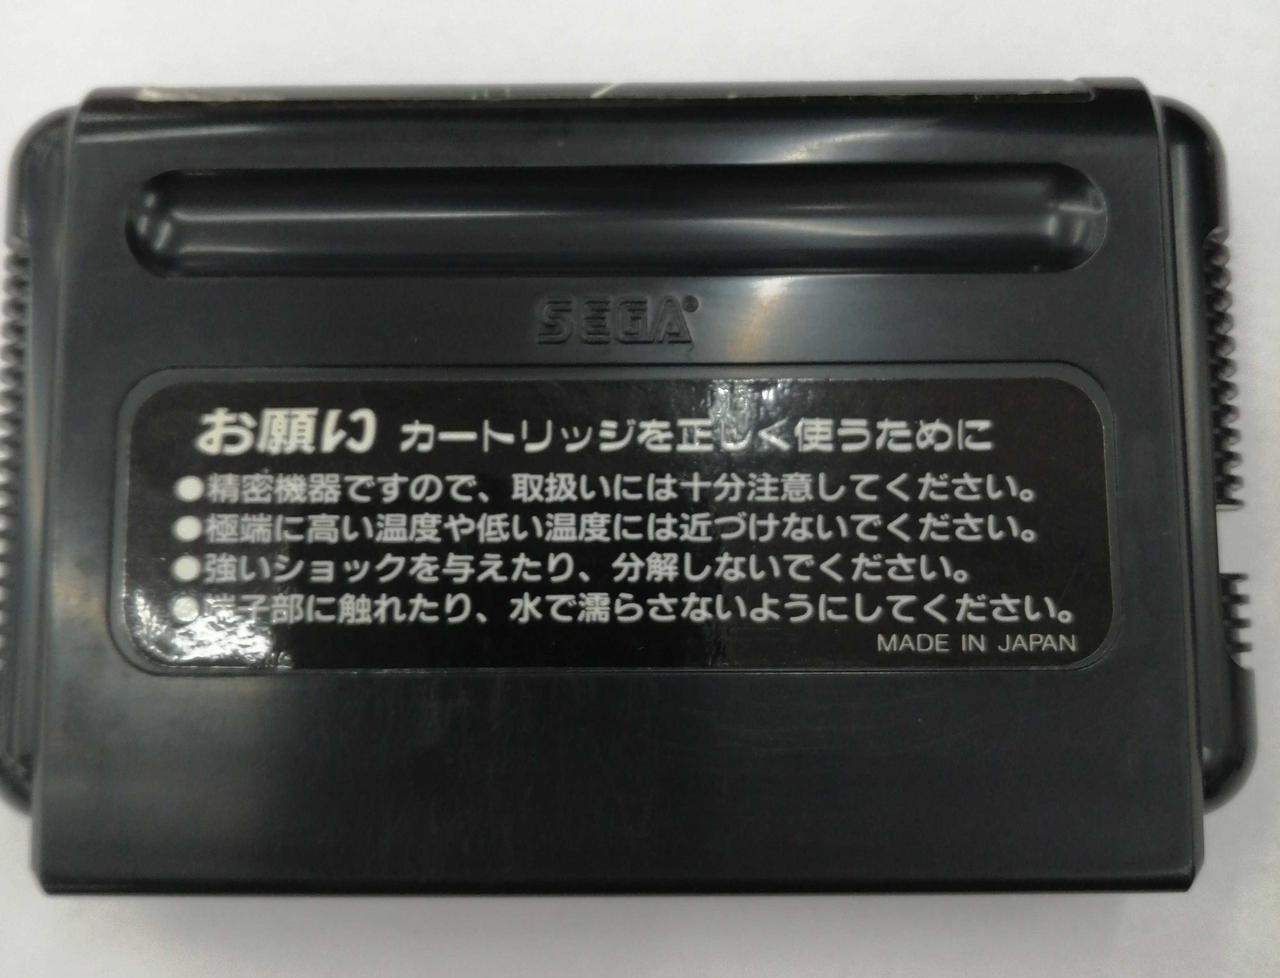 SEGA®
お願い カートリッジを正しく使うために
●精密機器ですので、取扱いには十分注意してください。
●極端に高い温度や低い温度には近づけないでください。
●強いショックを与えたり、分解しないでください。
●端子部に触れたり、水で濡らさないようにしてください。
MADE IN JAPAN